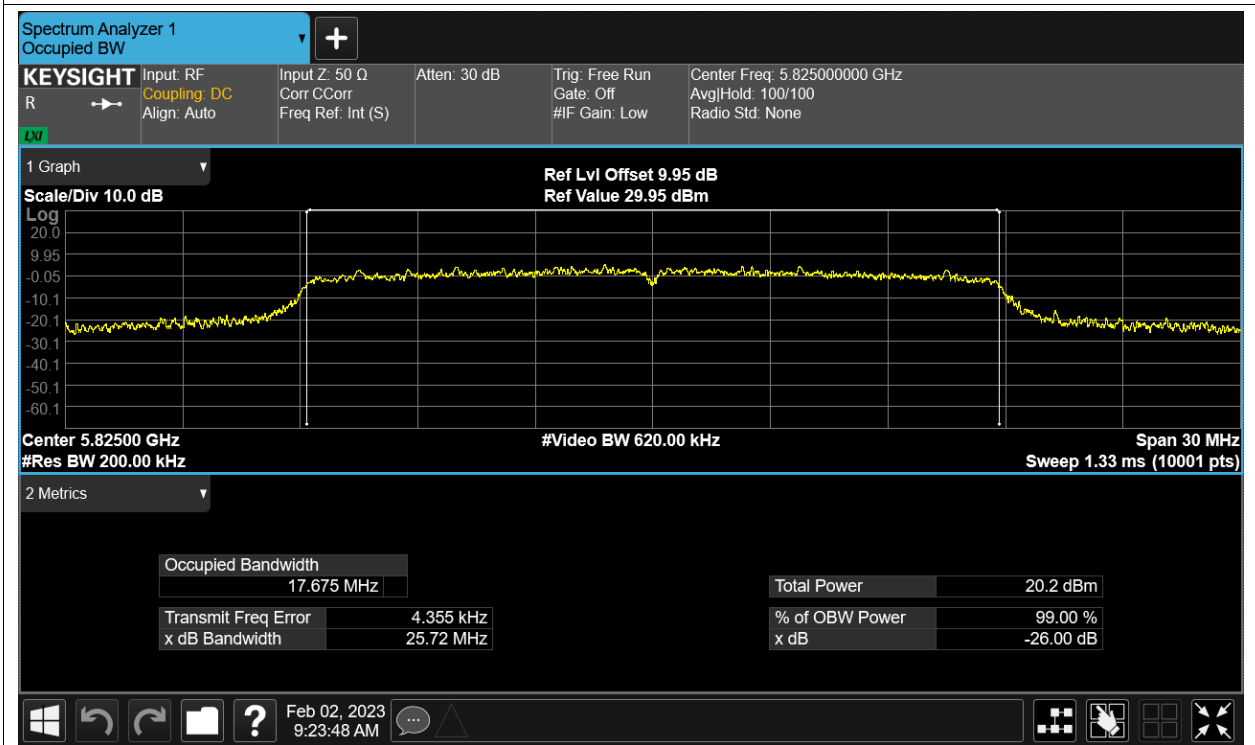 Spectrum Analyzer 1
Occupied BW
KEYSIGHT
R
LXI
Input: RF
Coupling: DC
Align: Auto
Input Z: 50 Ω
Corr CCorr
Freq Ref: Int (S)
Atten: 30 dB
Trig: Free Run
Gate: Off
#IF Gain: Low
Center Freq: 5.825000000 GHz
Avg|Hold: 100/100
Radio Std: None
1 Graph
Ref Lvl Offset 9.95 dB
Scale/Div 10.0 dB
Ref Value 29.95 dBm
Log
20.0
9.95
-0.05
-10.1
-20.1
-30.1
-40.1
-50.1
-60.1
Center 5.82500 GHz
#Video BW 620.00 kHz
Span 30 MHz
#Res BW 200.00 kHz
Sweep 1.33 ms (10001 pts)
2 Metrics
Occupied Bandwidth
17.675 MHz
Total Power 20.2 dBm
Transmit Freq Error 4.355 kHz
% of OBW Power 99.00 %
x dB Bandwidth 25.72 MHz
x dB -26.00 dB
?
Feb 02, 2023
9:23:48 AM